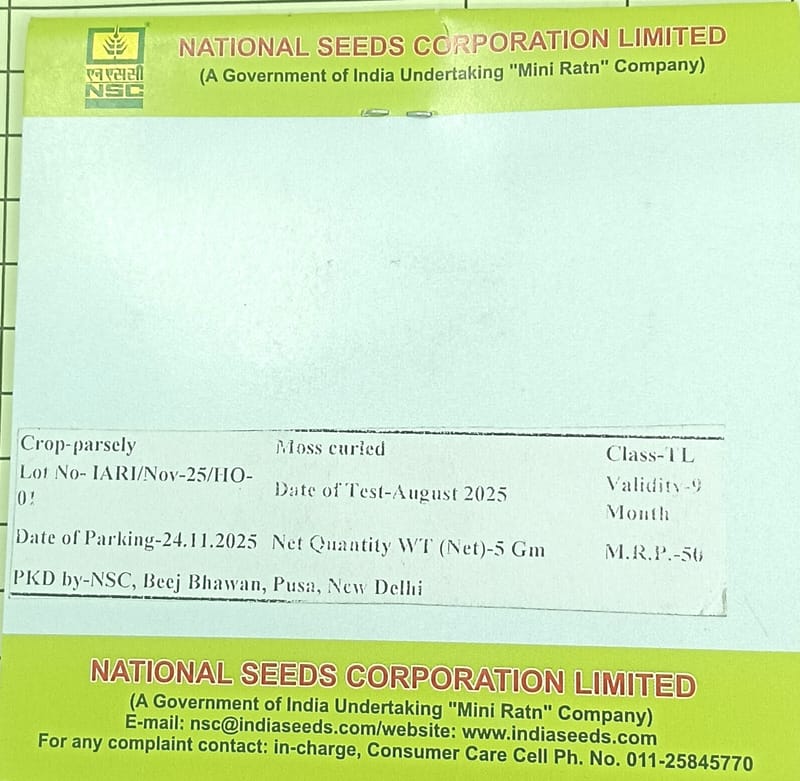 एन एस सी
NSC
NATIONAL SEEDS CORPORATION LIMITED
(A Government of India Undertaking "Mini Ratn" Company)
Crop-parsely Moss curled Class-TL
Lot No- IARI/Nov-25/HO-01 Date of Test-August 2025 Validity-9 Month
Date of Parking-24.11.2025 Net Quantity WT (Net)-5 Gm M.R.P.-50
PKD by-NSC, Beej Bhawan, Pusa, New Delhi
NATIONAL SEEDS CORPORATION LIMITED
(A Government of India Undertaking "Mini Ratn" Company)
E-mail: nsc@indiaseeds.com/website: www.indiaseeds.com
For any complaint contact: in-charge, Consumer Care Cell Ph. No. 011-25845770